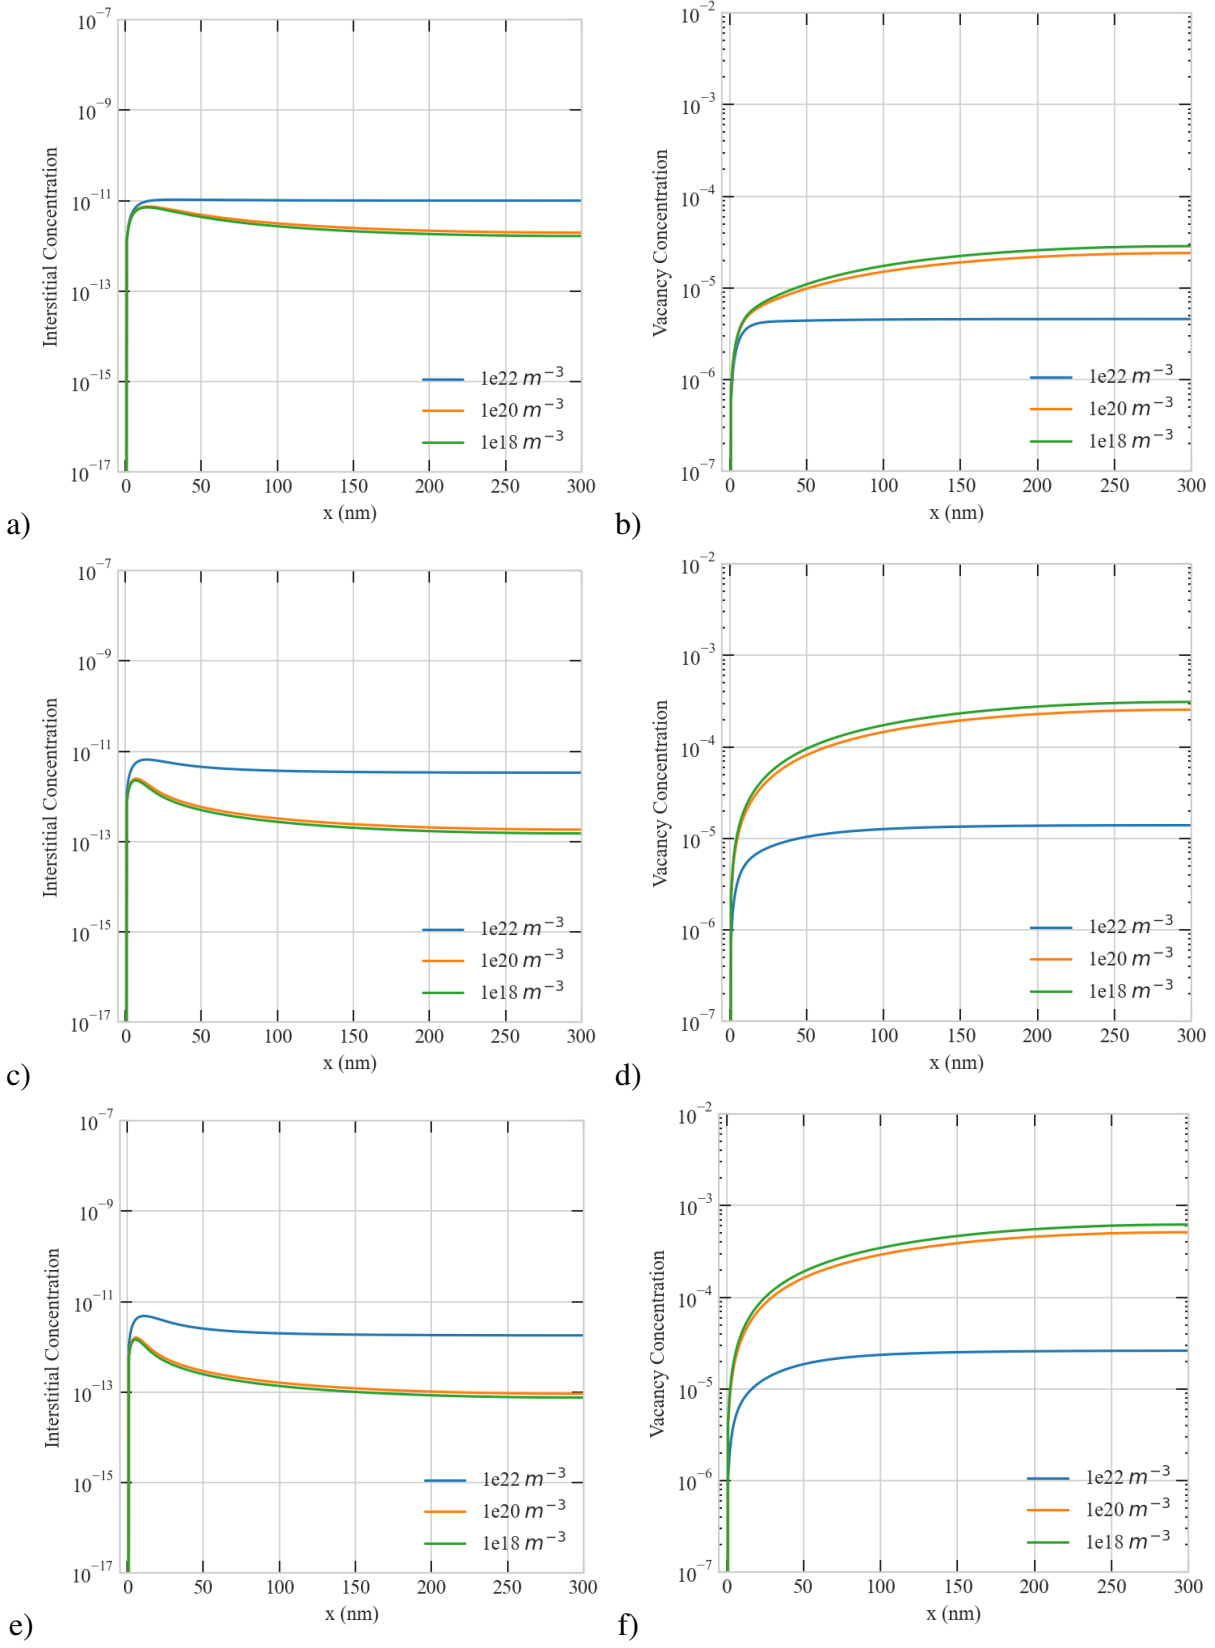 Interstitial Concentration
10⁻⁷
10⁻⁹
10⁻¹¹
10⁻¹³
10⁻¹⁵
10⁻¹⁷
1e22 m⁻³
1e20 m⁻³
1e18 m⁻³
0 50 100 150 200 250 300
x (nm)
a)
Vacancy Concentration
10⁻²
10⁻³
10⁻⁴
10⁻⁵
10⁻⁶
10⁻⁷
1e22 m⁻³
1e20 m⁻³
1e18 m⁻³
0 50 100 150 200 250 300
x (nm)
b)
Interstitial Concentration
10⁻⁷
10⁻⁹
10⁻¹¹
10⁻¹³
10⁻¹⁵
10⁻¹⁷
1e22 m⁻³
1e20 m⁻³
1e18 m⁻³
0 50 100 150 200 250 300
x (nm)
c)
Vacancy Concentration
10⁻²
10⁻³
10⁻⁴
10⁻⁵
10⁻⁶
10⁻⁷
1e22 m⁻³
1e20 m⁻³
1e18 m⁻³
0 50 100 150 200 250 300
x (nm)
d)
Interstitial Concentration
10⁻⁷
10⁻⁹
10⁻¹¹
10⁻¹³
10⁻¹⁵
10⁻¹⁷
1e22 m⁻³
1e20 m⁻³
1e18 m⁻³
0 50 100 150 200 250 300
x (nm)
e)
Vacancy Concentration
10⁻²
10⁻³
10⁻⁴
10⁻⁵
10⁻⁶
10⁻⁷
1e22 m⁻³
1e20 m⁻³
1e18 m⁻³
0 50 100 150 200 250 300
x (nm)
f)